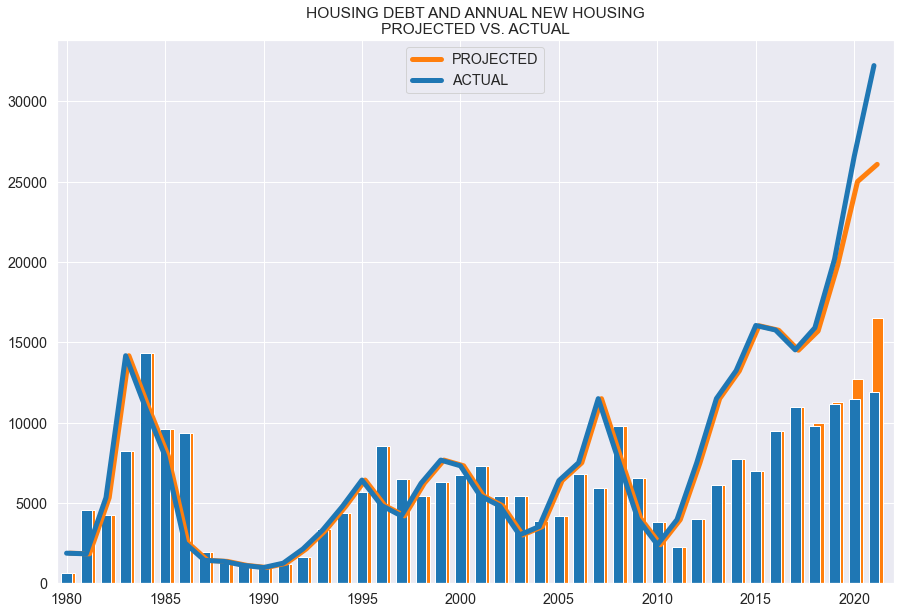 HOUSING DEBT AND ANNUAL NEW HOUSING
PROJECTED VS. ACTUAL
PROJECTED
ACTUAL
30000
25000
20000
15000
10000
5000
0
1980 1985 1990 1995 2000 2005 2010 2015 2020